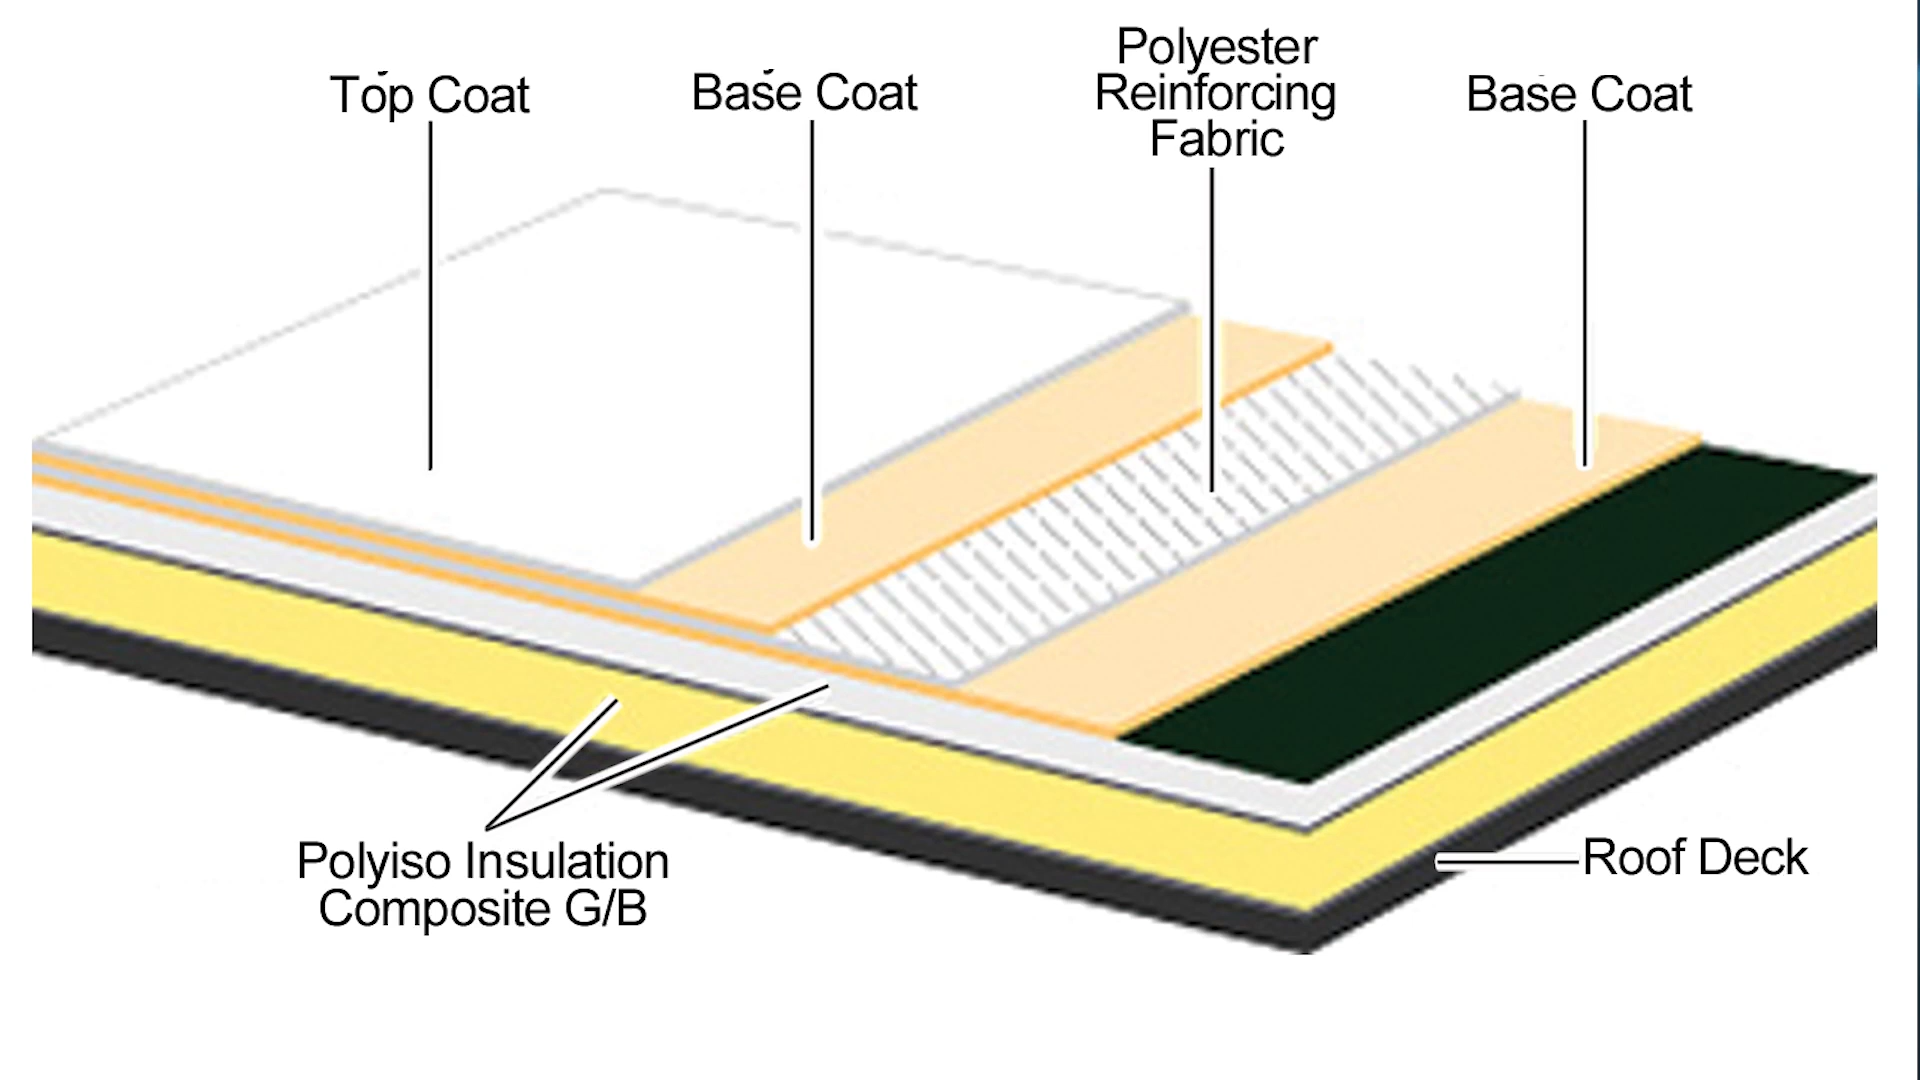 Top Coat
Base Coat
Polyester
Reinforcing
Fabric
Base Coat
Polyiso Insulation
Composite G/B
Roof Deck